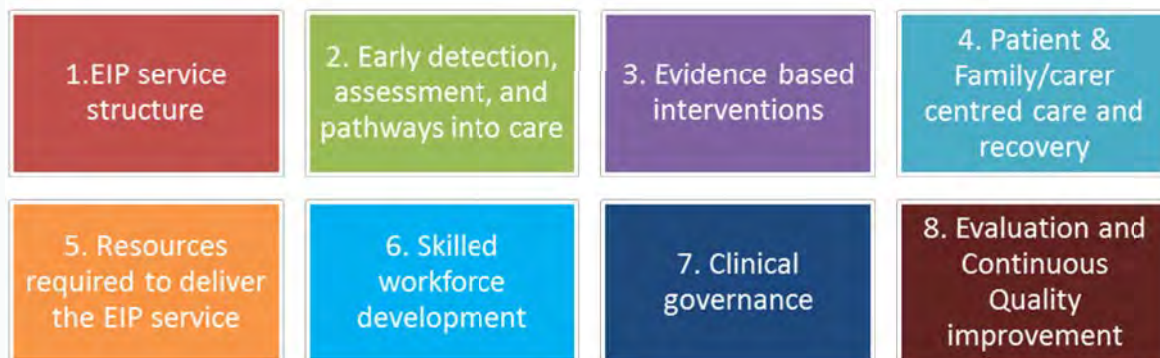 1.EIP service
structure
2. Early detection,
assessment, and
pathways into care
3. Evidence based
interventions
4. Patient &
Family/carer
centred care and
recovery
5. Resources
required to deliver
the EIP service
6. Skilled
workforce
development
7. Clinical
governance
8. Evaluation and
Continuous
Quality
improvement